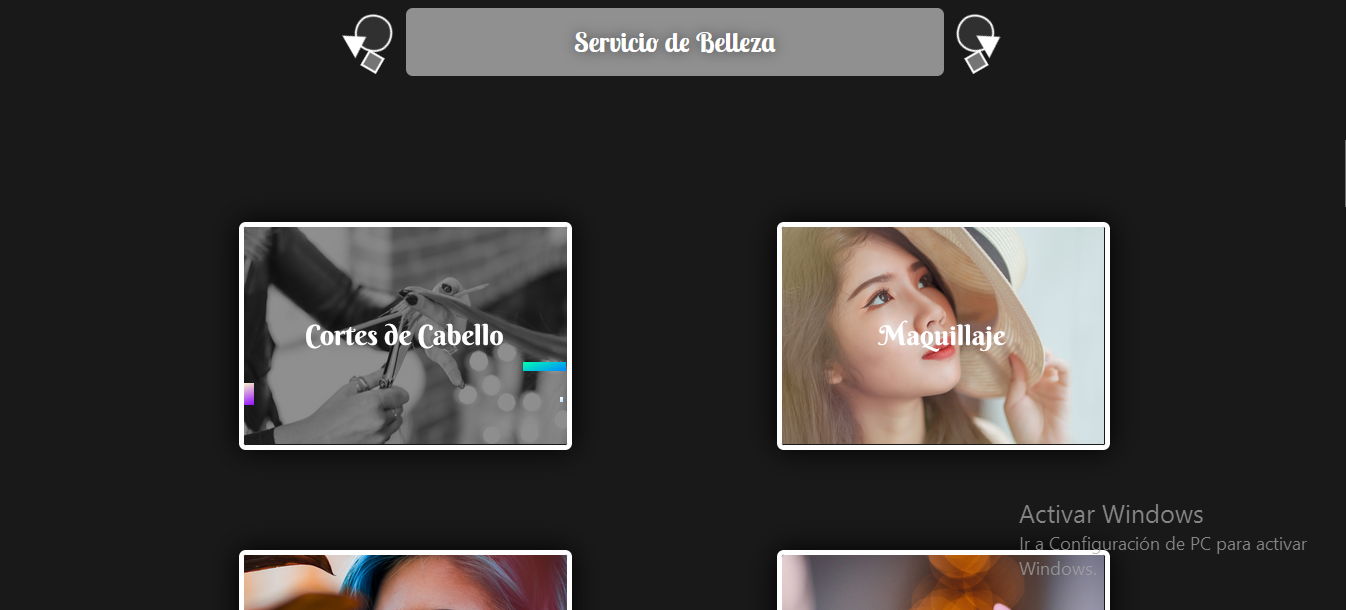 Servicio de Belleza
Cortes de Cabello
Maquillaje
Activar Windows
Ir a Configuración de PC para activar
Windows.